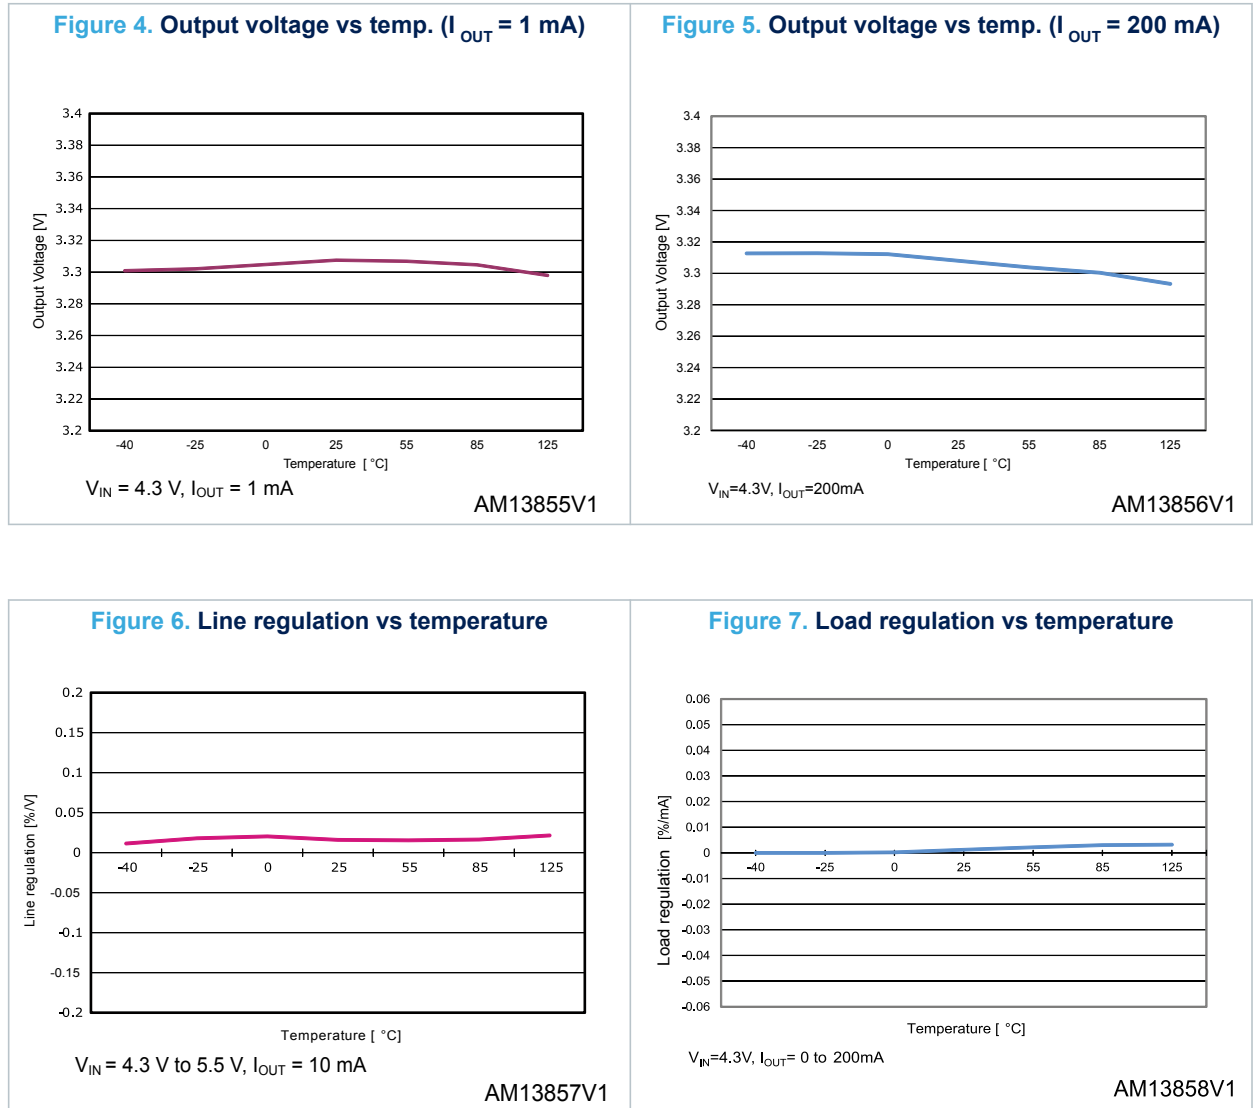 Figure 4. Output voltage vs temp. (I OUT = 1 mA)
3.4
3.38
3.36
3.34
3.32
3.3
3.28
3.26
3.24
3.22
3.2
Output Voltage [V]
-40 -25 0 25 55 85 125
Temperature [ °C]
VIN = 4.3 V, IOUT = 1 mA
AM13855V1
Figure 5. Output voltage vs temp. (I OUT = 200 mA)
3.4
3.38
3.36
3.34
3.32
3.3
3.28
3.26
3.24
3.22
3.2
Output Voltage [V]
-40 -25 0 25 55 85 125
Temperature [ °C]
VIN=4.3V, IOUT=200mA
AM13856V1
Figure 6. Line regulation vs temperature
0.2
0.15
0.1
0.05
0
-0.05
-0.1
-0.15
-0.2
Line regulation [%/V]
-40 -25 0 25 55 85 125
Temperature [ °C]
VIN = 4.3 V to 5.5 V, IOUT = 10 mA
AM13857V1
Figure 7. Load regulation vs temperature
0.06
0.05
0.04
0.03
0.02
0.01
0
-0.01
-0.02
-0.03
-0.04
-0.05
-0.06
Load regulation [%/mA]
-40 -25 0 25 55 85 125
Temperature [ °C]
VIN=4.3V, IOUT= 0 to 200mA
AM13858V1